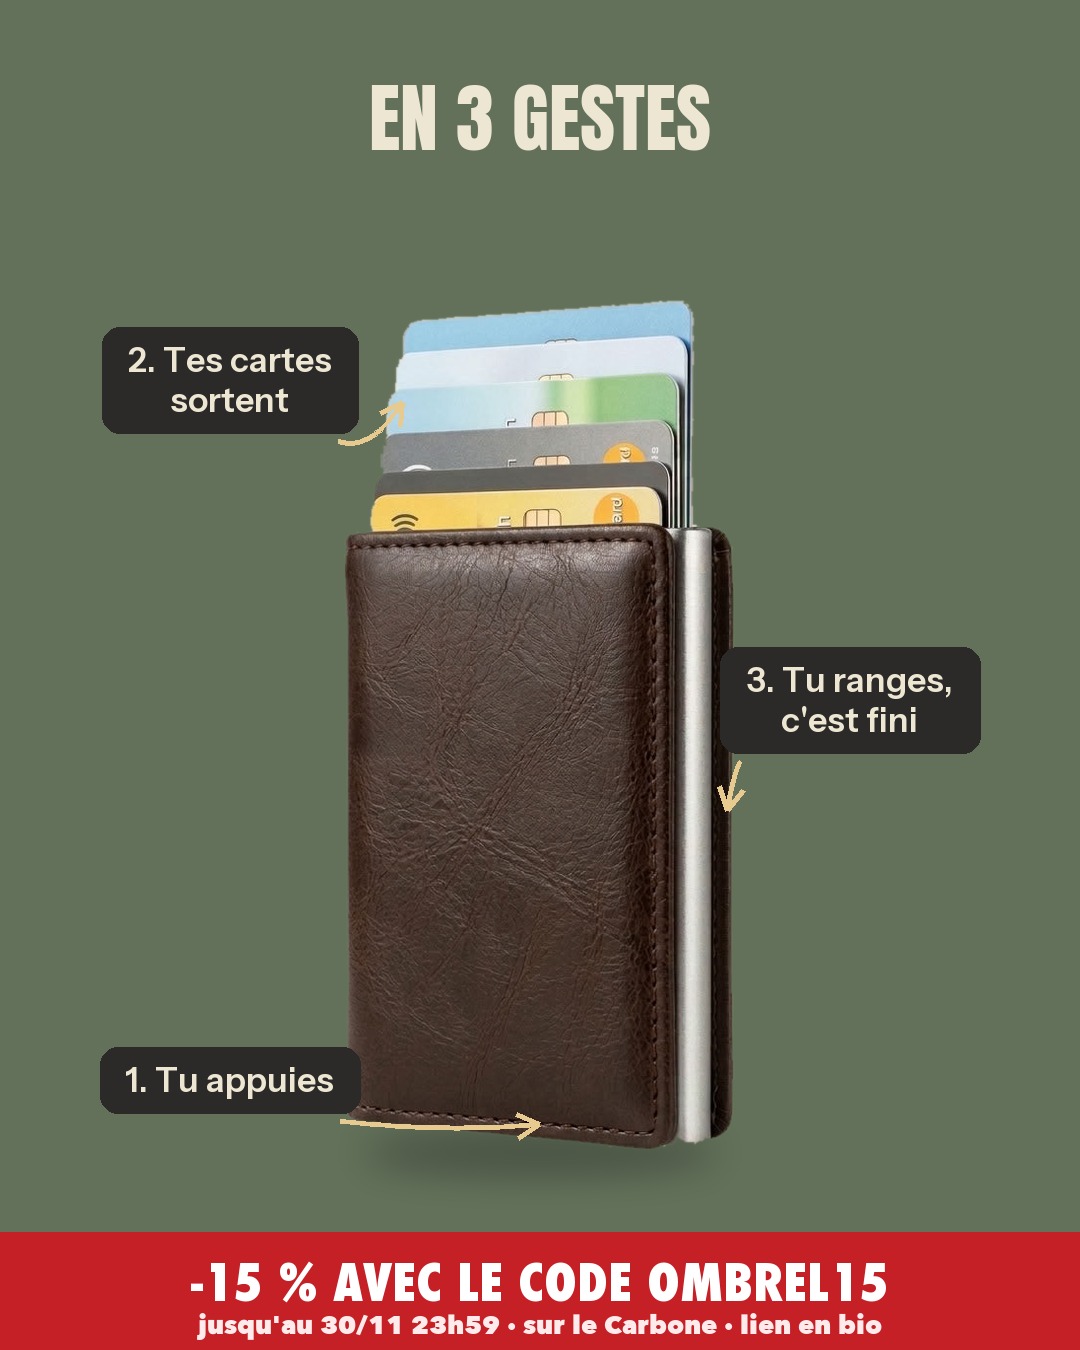 EN 3 GESTES
2. Tes cartes
sortent
3. Tu ranges,
c'est fini
1. Tu appuies
-15 % AVEC LE CODE OMBREL15
jusqu'au 30/11 23h59 • sur le Carbone • lien en bio